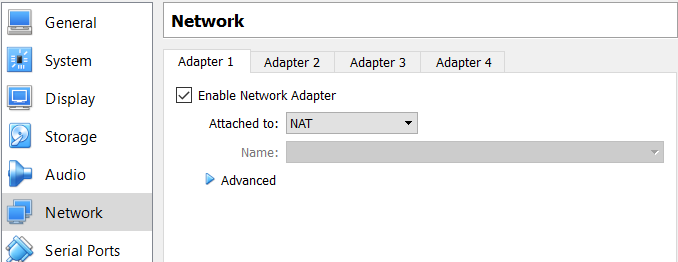 General
System
Display
Storage
Audio
Network
Serial Ports
Network
Adapter 1
Adapter 2
Adapter 3
Adapter 4
Enable Network Adapter
Attached to: NAT
Name:
Advanced